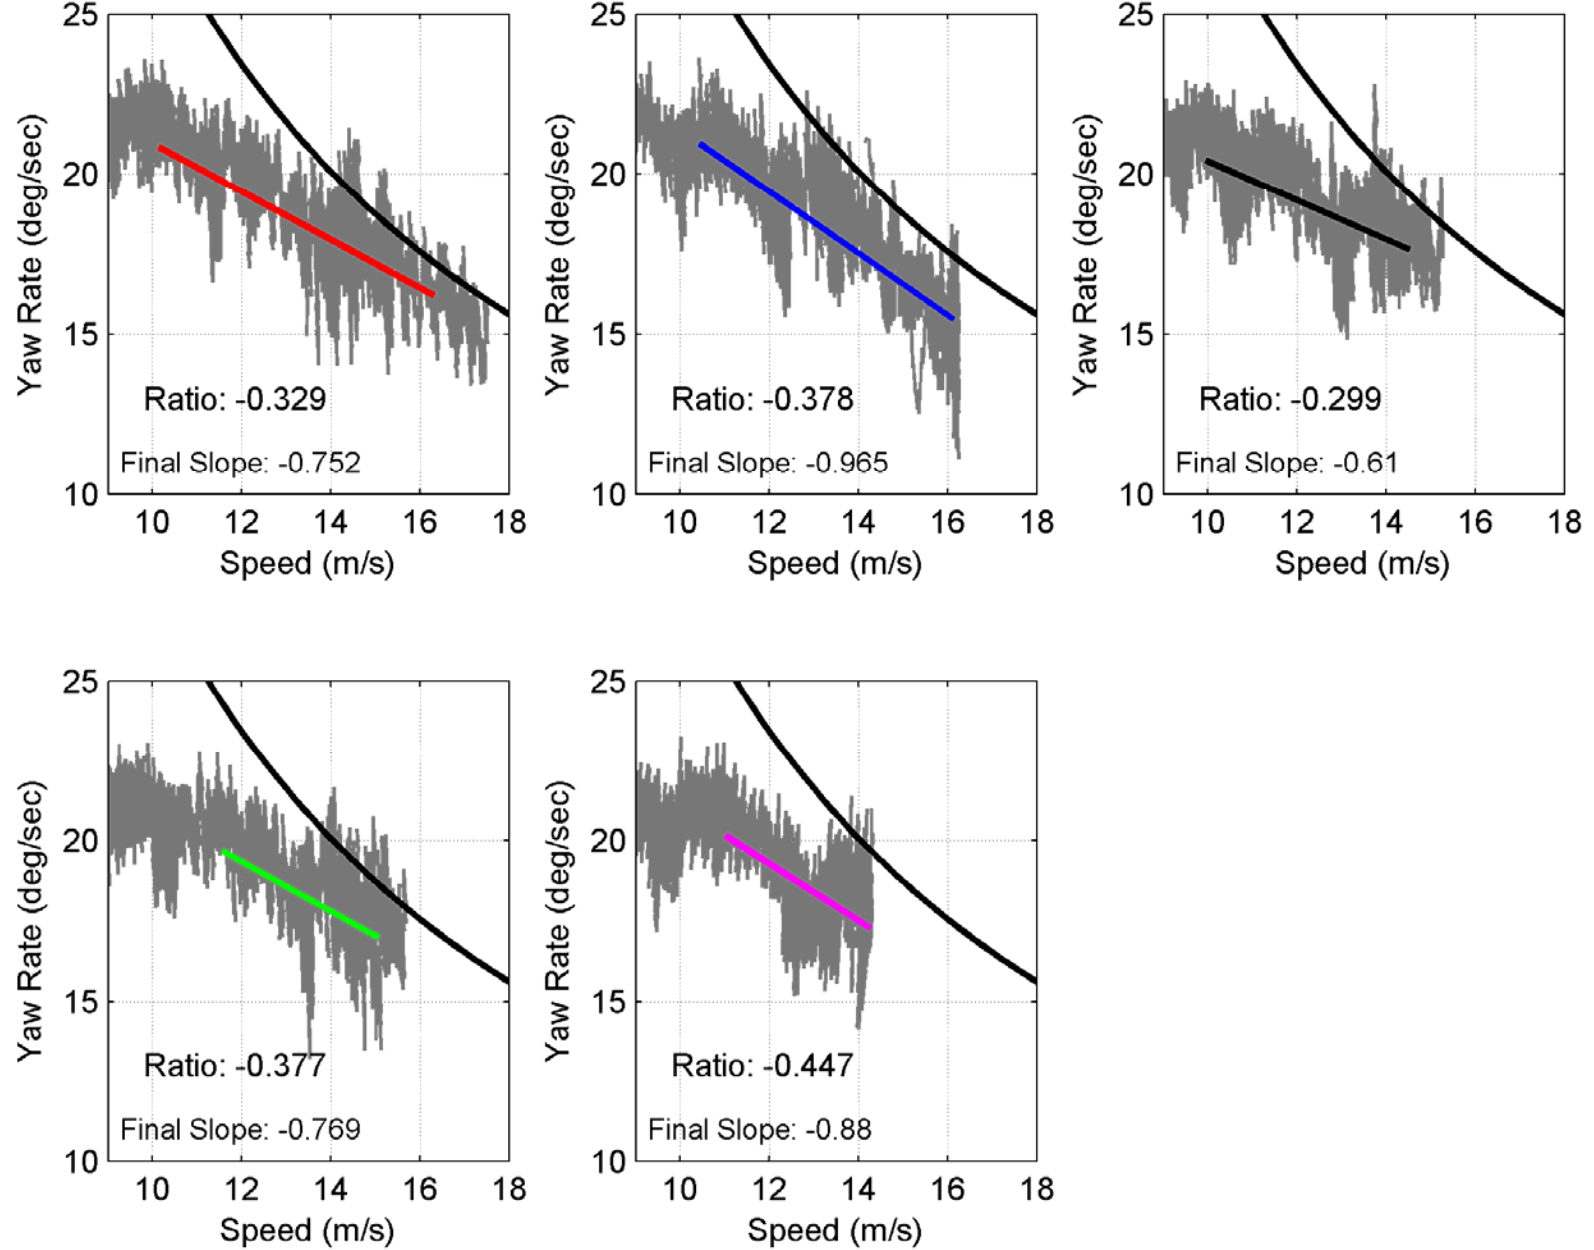 25
20
15
10
Yaw Rate (deg/sec)
Ratio: -0.329
Final Slope: -0.752
10 12 14 16 18
Speed (m/s)
25
20
15
10
Yaw Rate (deg/sec)
Ratio: -0.378
Final Slope: -0.965
10 12 14 16 18
Speed (m/s)
25
20
15
10
Yaw Rate (deg/sec)
Ratio: -0.299
Final Slope: -0.61
10 12 14 16 18
Speed (m/s)
25
20
15
10
Yaw Rate (deg/sec)
Ratio: -0.377
Final Slope: -0.769
10 12 14 16 18
Speed (m/s)
25
20
15
10
Yaw Rate (deg/sec)
Ratio: -0.447
Final Slope: -0.88
10 12 14 16 18
Speed (m/s)